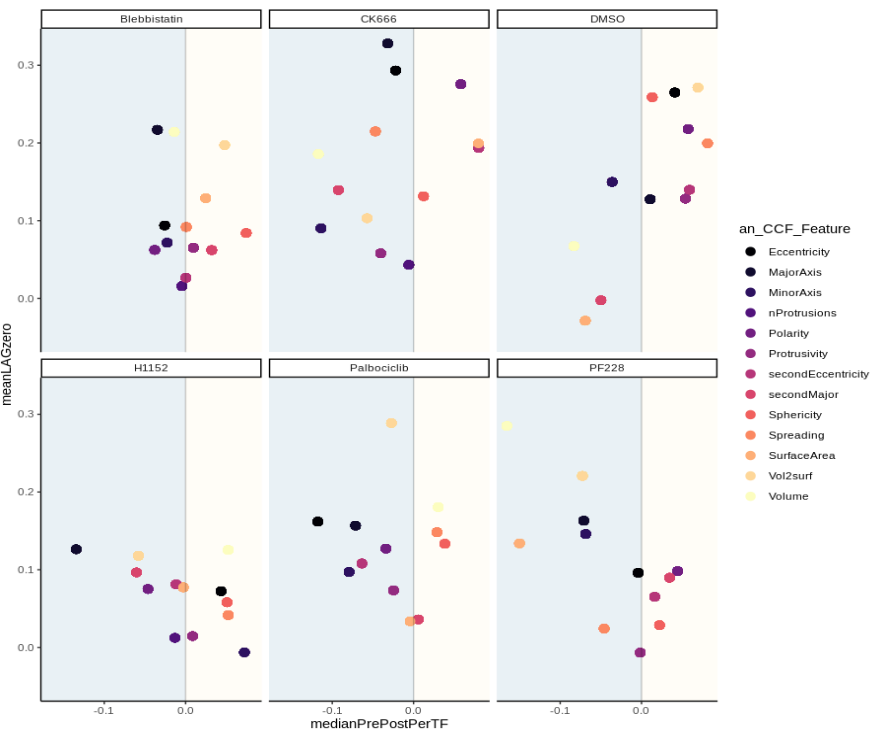 Blebbistatin CK666 DMSO
0.3
0.2
0.1
0.0
H1152 Palbociclib PF228
0.3
0.2
0.1
0.0
-0.1 0.0 -0.1 0.0 -0.1 0.0
medianPrePostPerTF
meanLAGzero
an_CCF_Feature
Eccentricity
MajorAxis
MinorAxis
nProtrusions
Polarity
Protrusivity
secondEccentricity
secondMajor
Sphericity
Spreading
SurfaceArea
Vol2surf
Volume